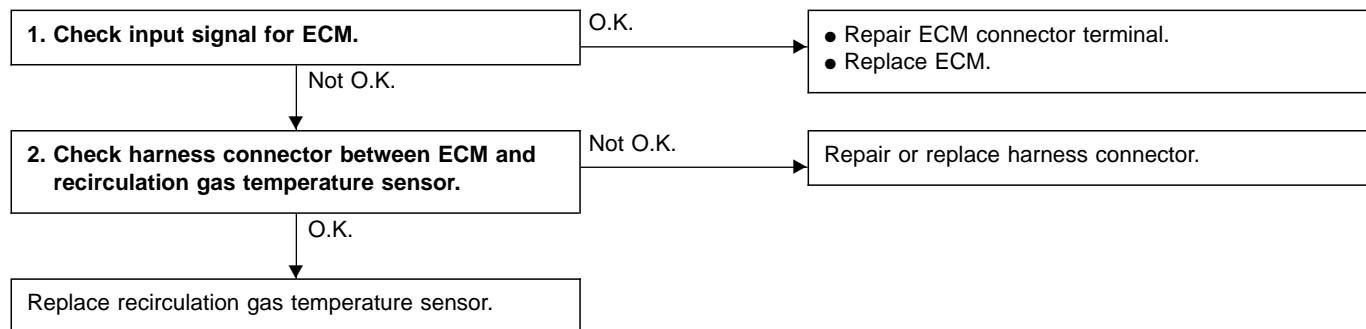 1. Check input signal for ECM.
O.K.
● Repair ECM connector terminal.
● Replace ECM.
Not O.K.
2. Check harness connector between ECM and
recirculation gas temperature sensor.
Not O.K.
Repair or replace harness connector.
O.K.
Replace recirculation gas temperature sensor.